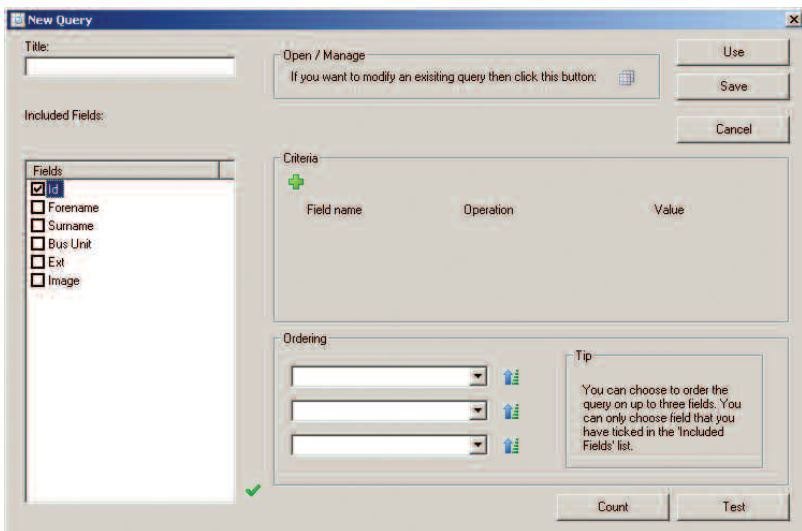 New Query
Title:
Open / Manage
If you want to modify an exisiting query then click this button:
Use
Save
Cancel
Included Fields:
Fields
Id
Forename
Surname
Bus Unit
Ext
Image
Criteria
Field name Operation Value
Ordering
Tip
You can choose to order the
query on up to three fields. You
can only choose field that you
have ticked in the 'Included
Fields' list.
Count
Test